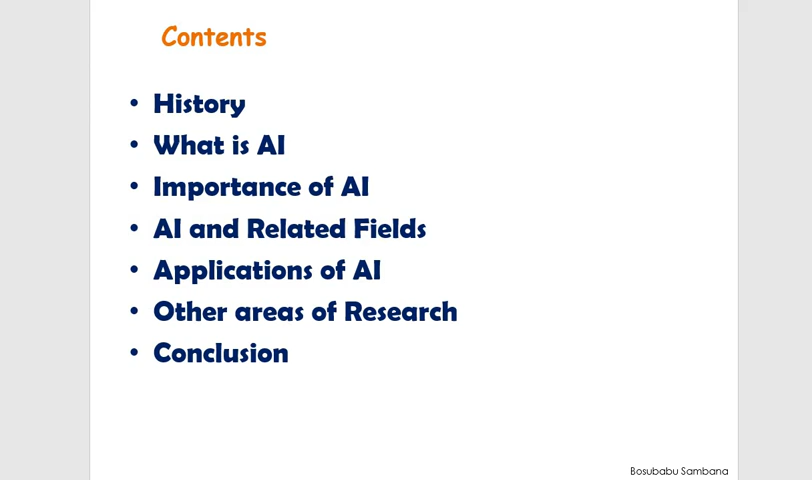 Contents
• History
• What is AI
• Importance of AI
• AI and Related Fields
• Applications of AI
• Other areas of Research
• Conclusion
Bosubabu Sambana